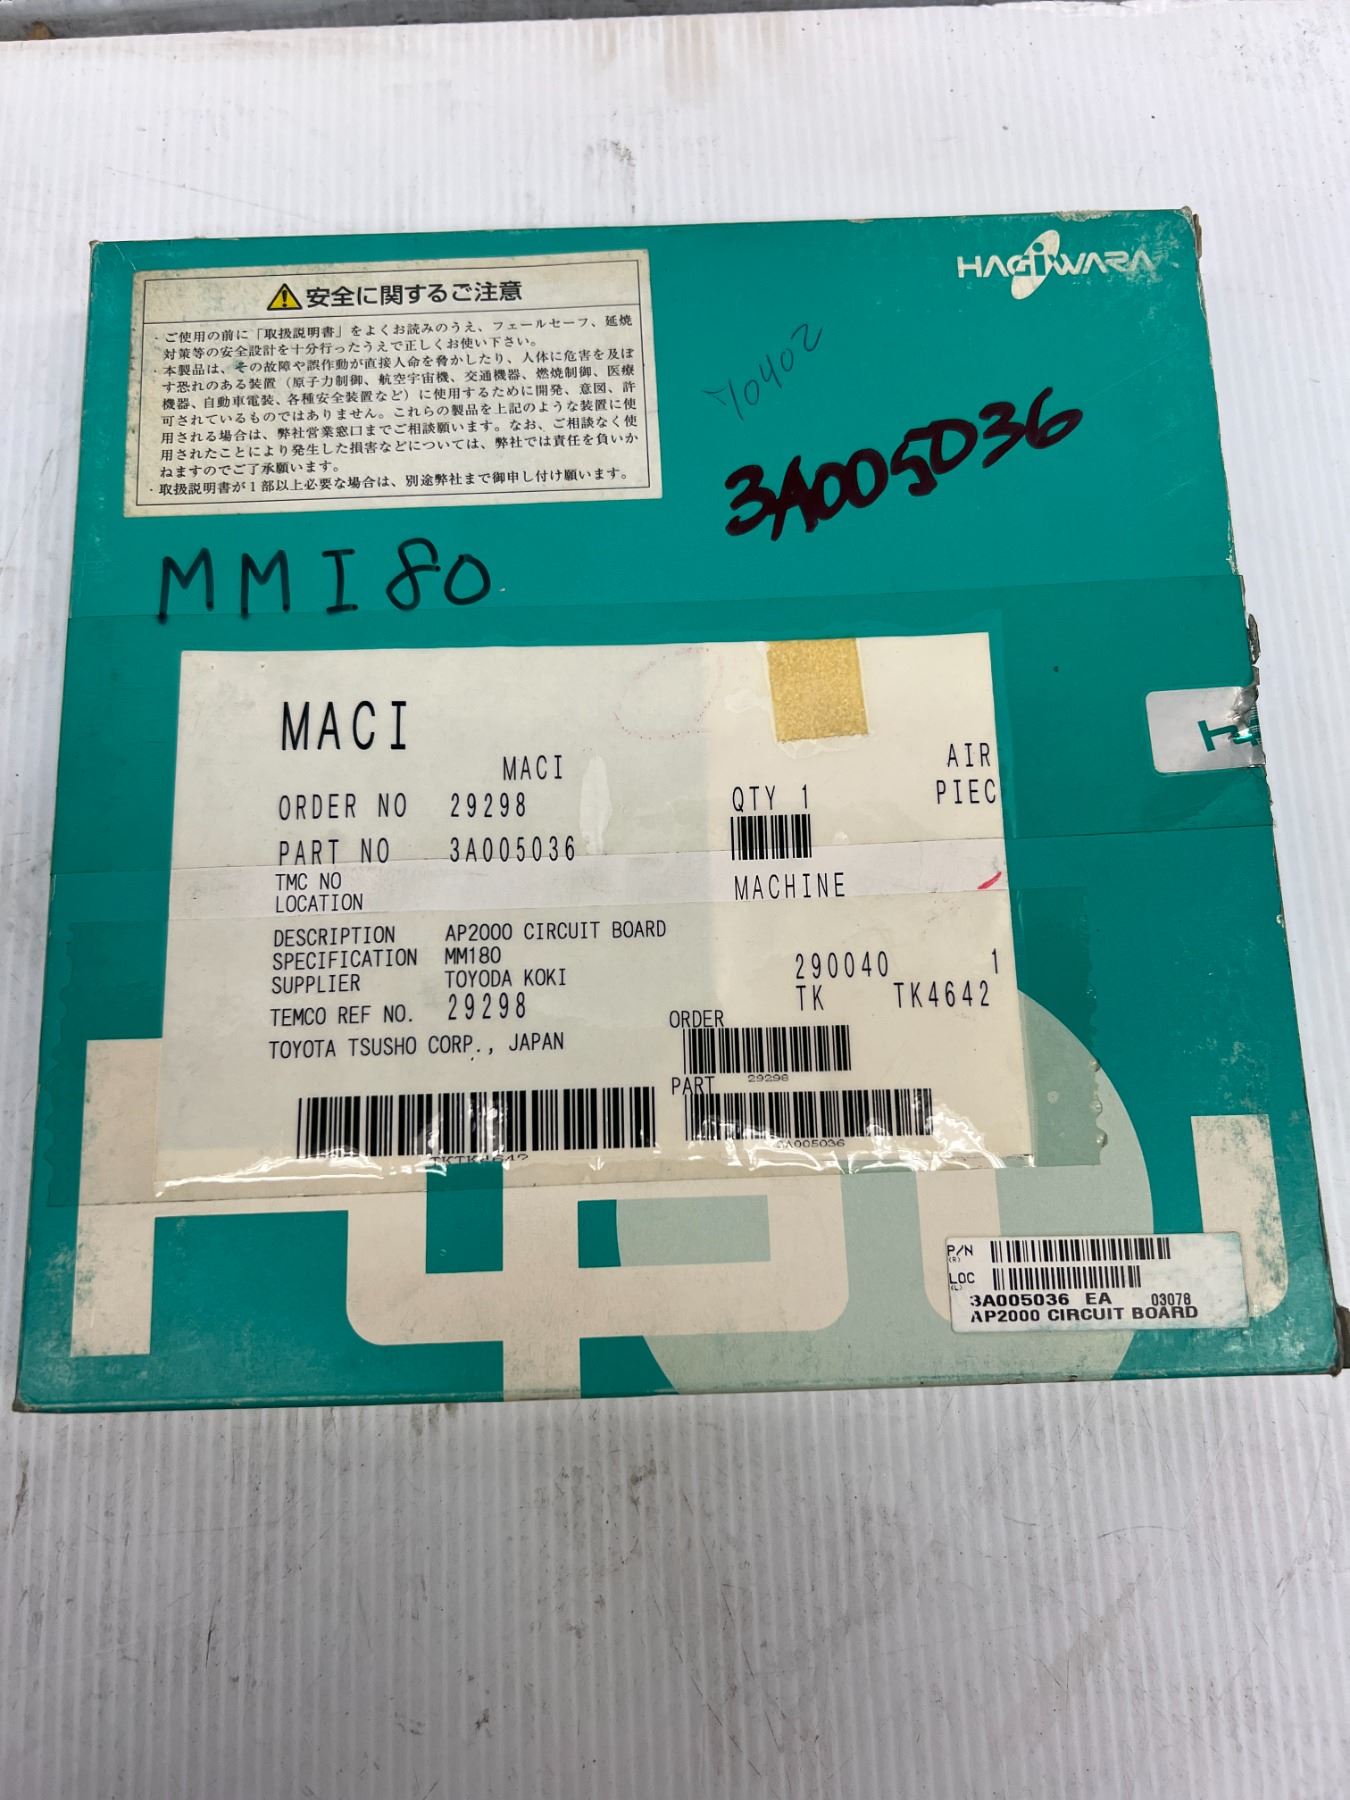 HAGIWARA
安全に関するご注意
・ご使用の前に「取扱説明書」をよくお読みのうえ、フェールセーフ、延焼
対策等の安全設計を十分行ったうえで正しくお使い下さい。
・本製品は、その故障や誤作動が直接人命を脅かしたり、人体に危害を及ぼ
す恐れのある装置（原子力制御、航空宇宙機、交通機器、燃焼制御、医療
機器、自動車電装、各種安全装置など）に使用するために開発、意図、許
可されているものではありません。これらの製品を上記のような装置に使
用される場合は、弊社営業窓口までご相談願います。なお、ご相談なく使
用されたことにより発生した損害などについては、弊社では責任を負いか
ねますのでご了承願います。
・取扱説明書が1部以上必要な場合は、別途弊社まで御申し付け願います。
70402
3A005036
MMI80
MACI
MACI
AIR
ORDER NO 29298 QTY 1 PIEC
PART NO 3A005036
TMC NO MACHINE
LOCATION
DESCRIPTION AP2000 CIRCUIT BOARD
SPECIFICATION MM180 290040 1
SUPPLIER TOYODA KOKI TK TK4642
TEMCO REF NO. 29298 ORDER
TOYOTA TSUSHO CORP., JAPAN
29298
PART
3A005036
TKTK4642
P/N
(R)
LOC
(L)
3A005036 EA 03078
AP2000 CIRCUIT BOARD